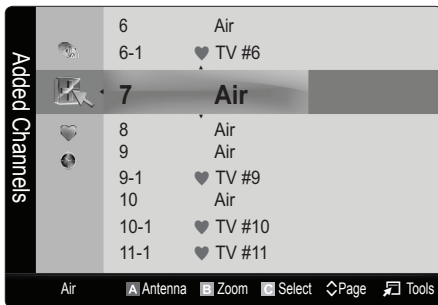 Added Channels
6 Air
6-1 ♥ TV #6
7 Air
8 Air
9 Air
9-1 ♥ TV #9
10 Air
10-1 ♥ TV #10
11-1 ♥ TV #11
Air A Antenna B Zoom C Select Page Tools